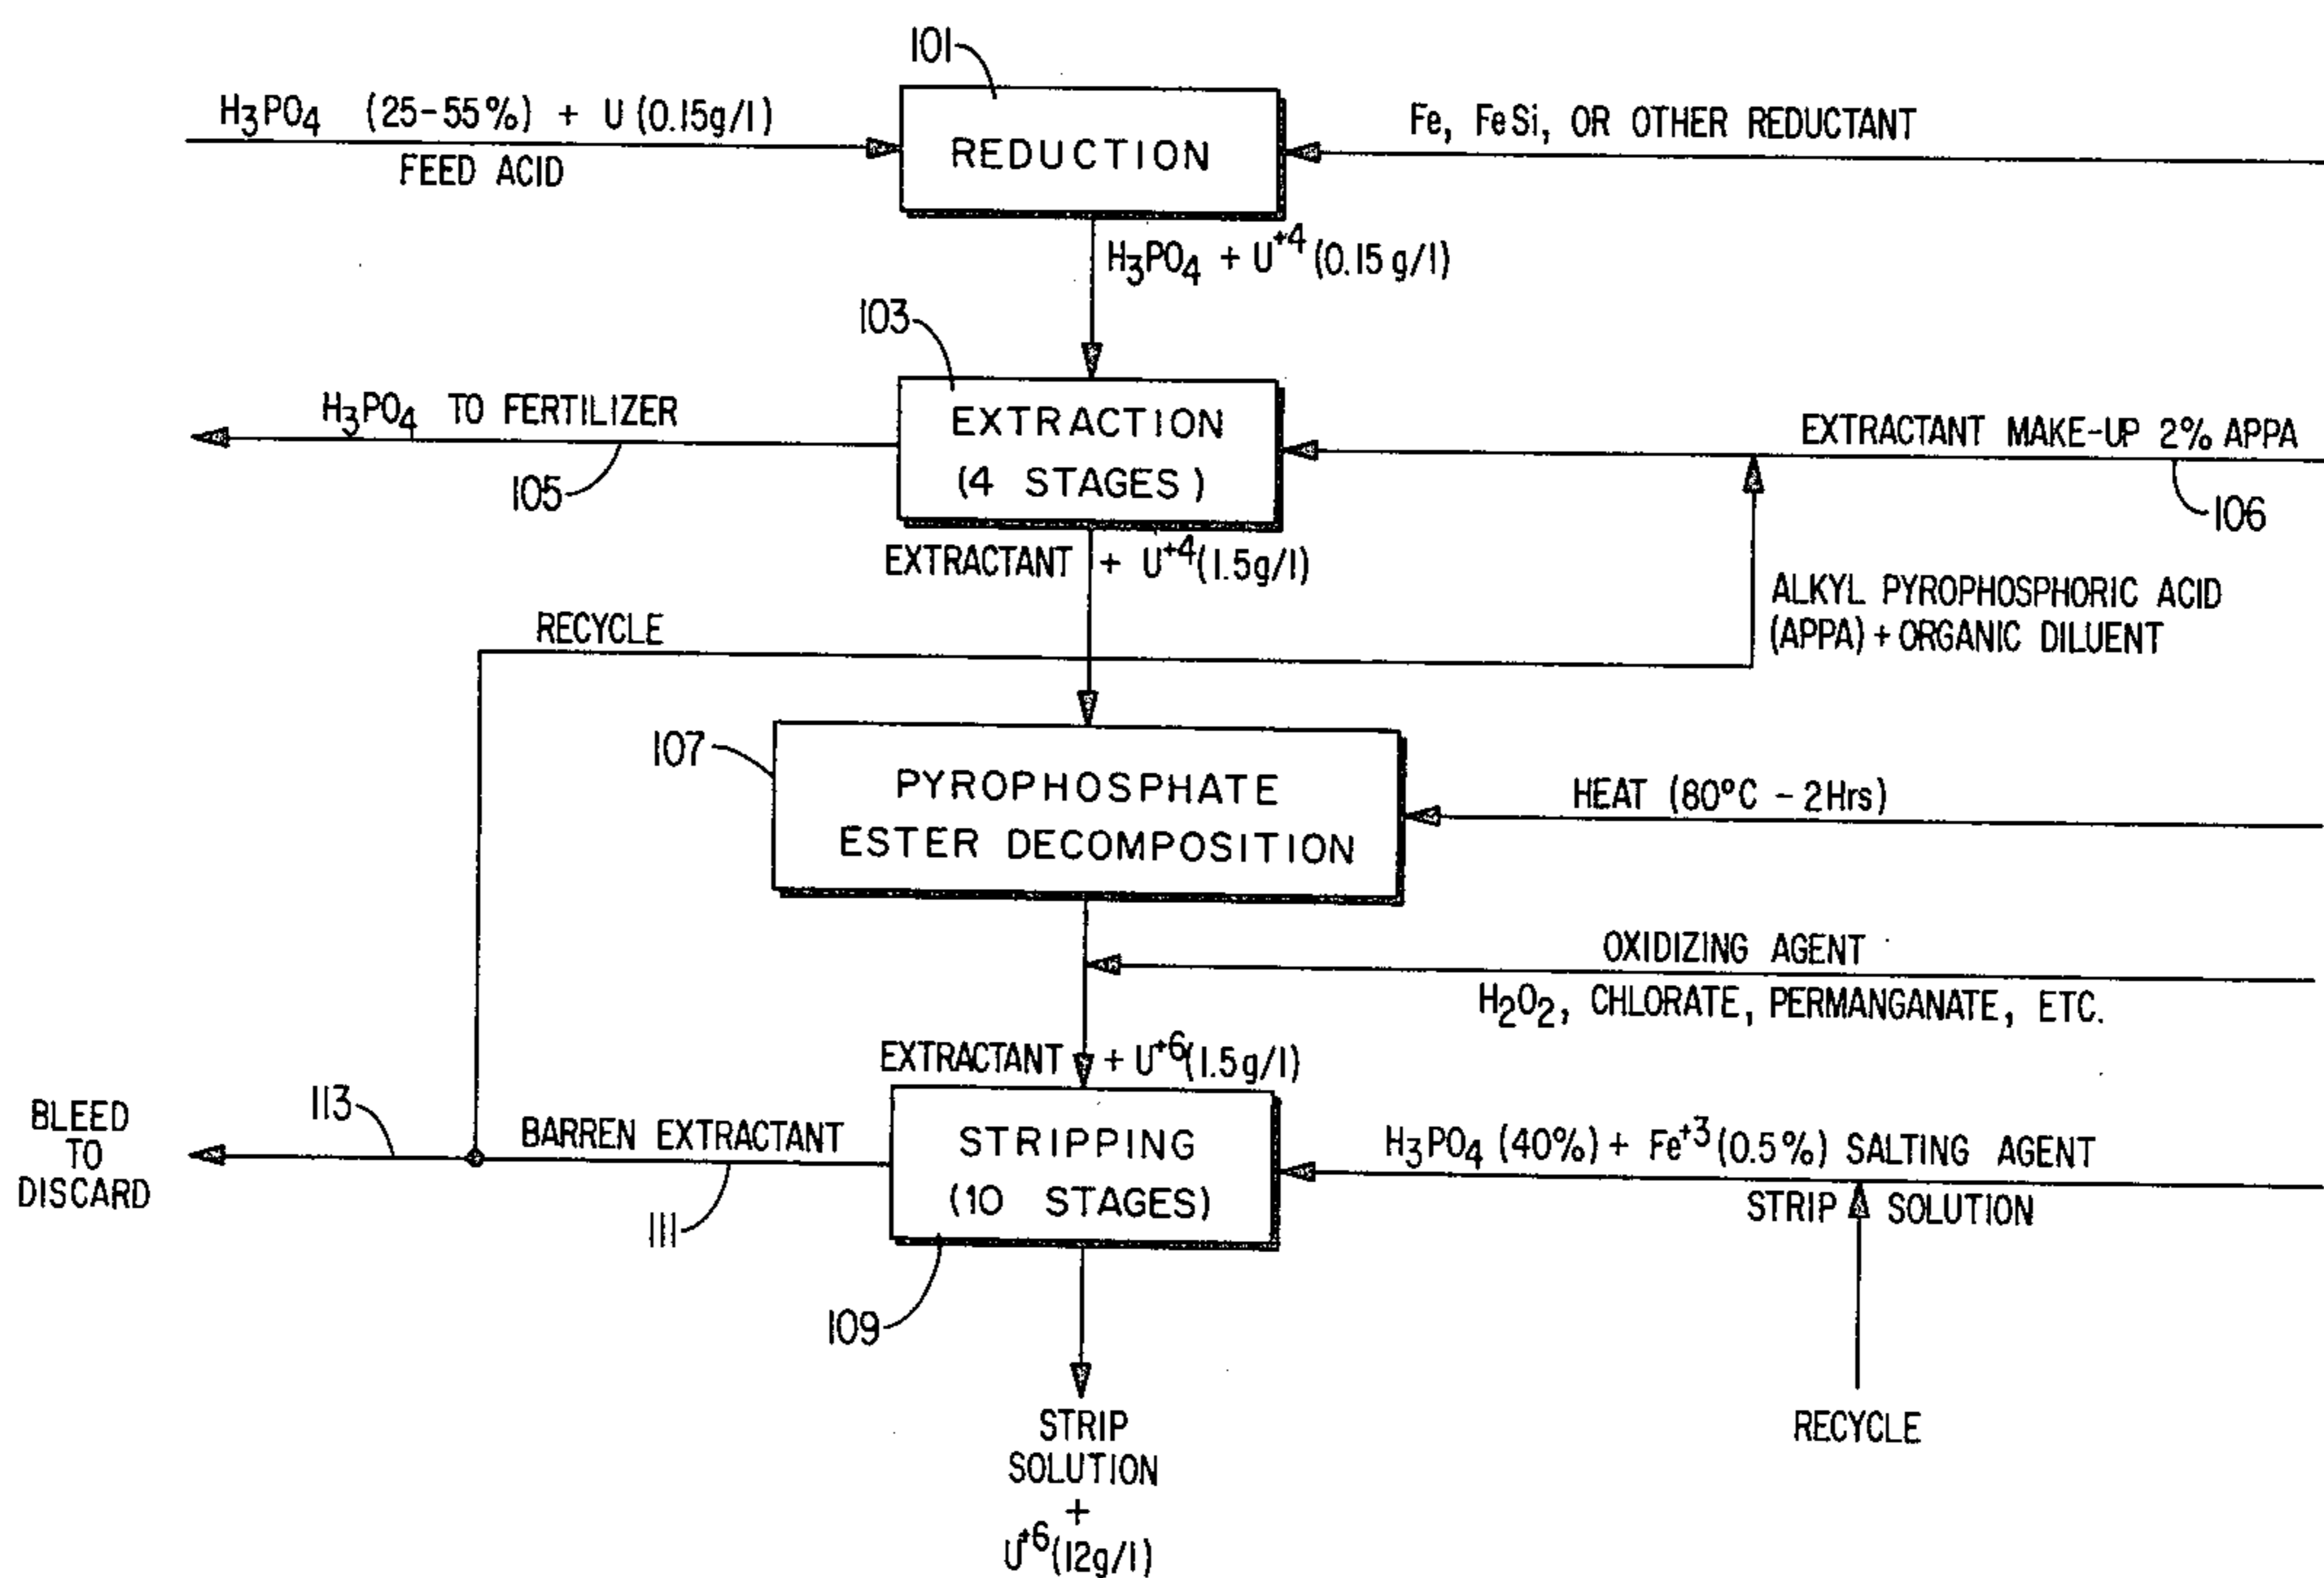 101
H3PO4 (25-55%) + U (0.15g/l)
FEED ACID
REDUCTION
Fe, FeSi, OR OTHER REDUCTANT
H3PO4 + U+4 (0.15 g/l)
103
H3PO4 TO FERTILIZER
105
EXTRACTION
(4 STAGES)
EXTRACTANT MAKE-UP 2% APPA
106
EXTRACTANT + U+4 (1.5g/l)
ALKYL PYROPHOSPHORIC ACID
(APPA) + ORGANIC DILUENT
RECYCLE
107
PYROPHOSPHATE
ESTER DECOMPOSITION
HEAT (80°C - 2Hrs)
OXIDIZING AGENT
H2O2, CHLORATE, PERMANGANATE, ETC.
EXTRACTANT + U+6 (1.5g/l)
BLEED
TO
DISCARD
113
BARREN EXTRACTANT
111
STRIPPING
(10 STAGES)
109
H3PO4 (40%) + Fe+3 (0.5%) SALTING AGENT
STRIP SOLUTION
RECYCLE
STRIP
SOLUTION
+
U+6 (12g/l)